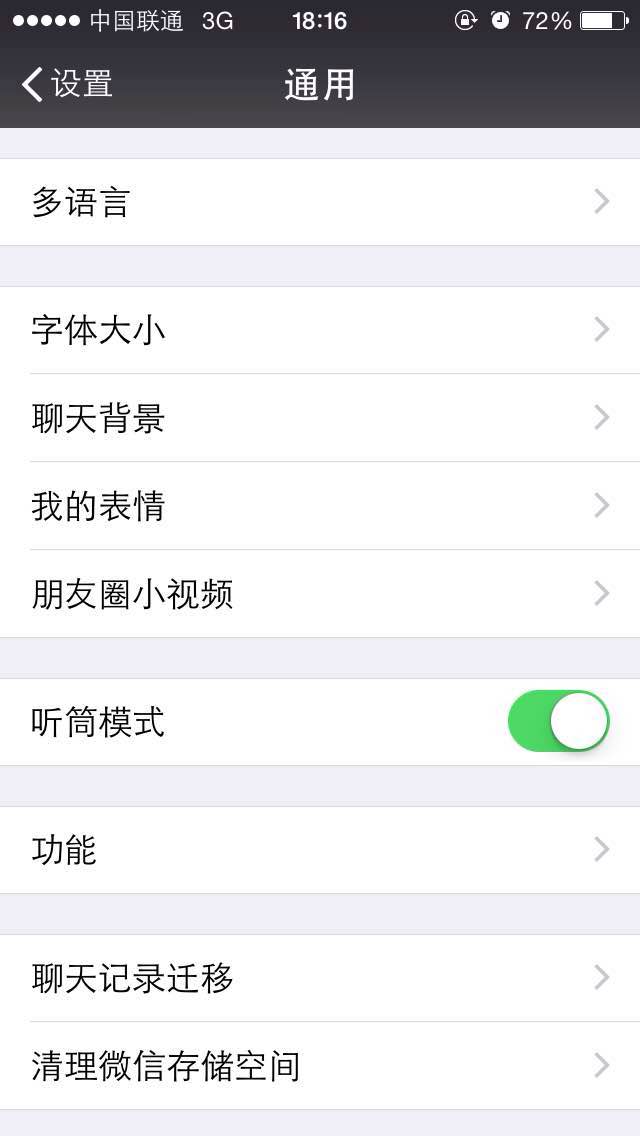 中国联通 3G 18:16 72%
设置 通用
多语言
字体大小
聊天背景
我的表情
朋友圈小视频
听筒模式
功能
聊天记录迁移
清理微信存储空间